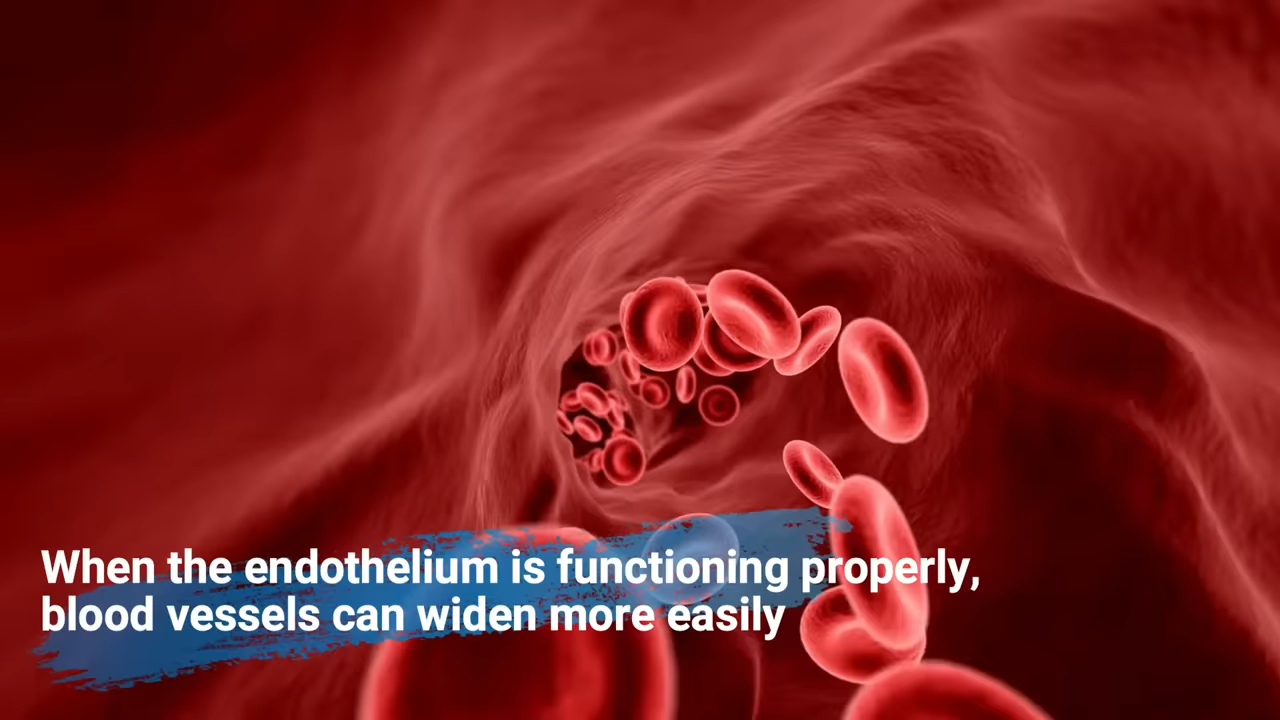 When the endothelium is functioning properly,
blood vessels can widen more easily